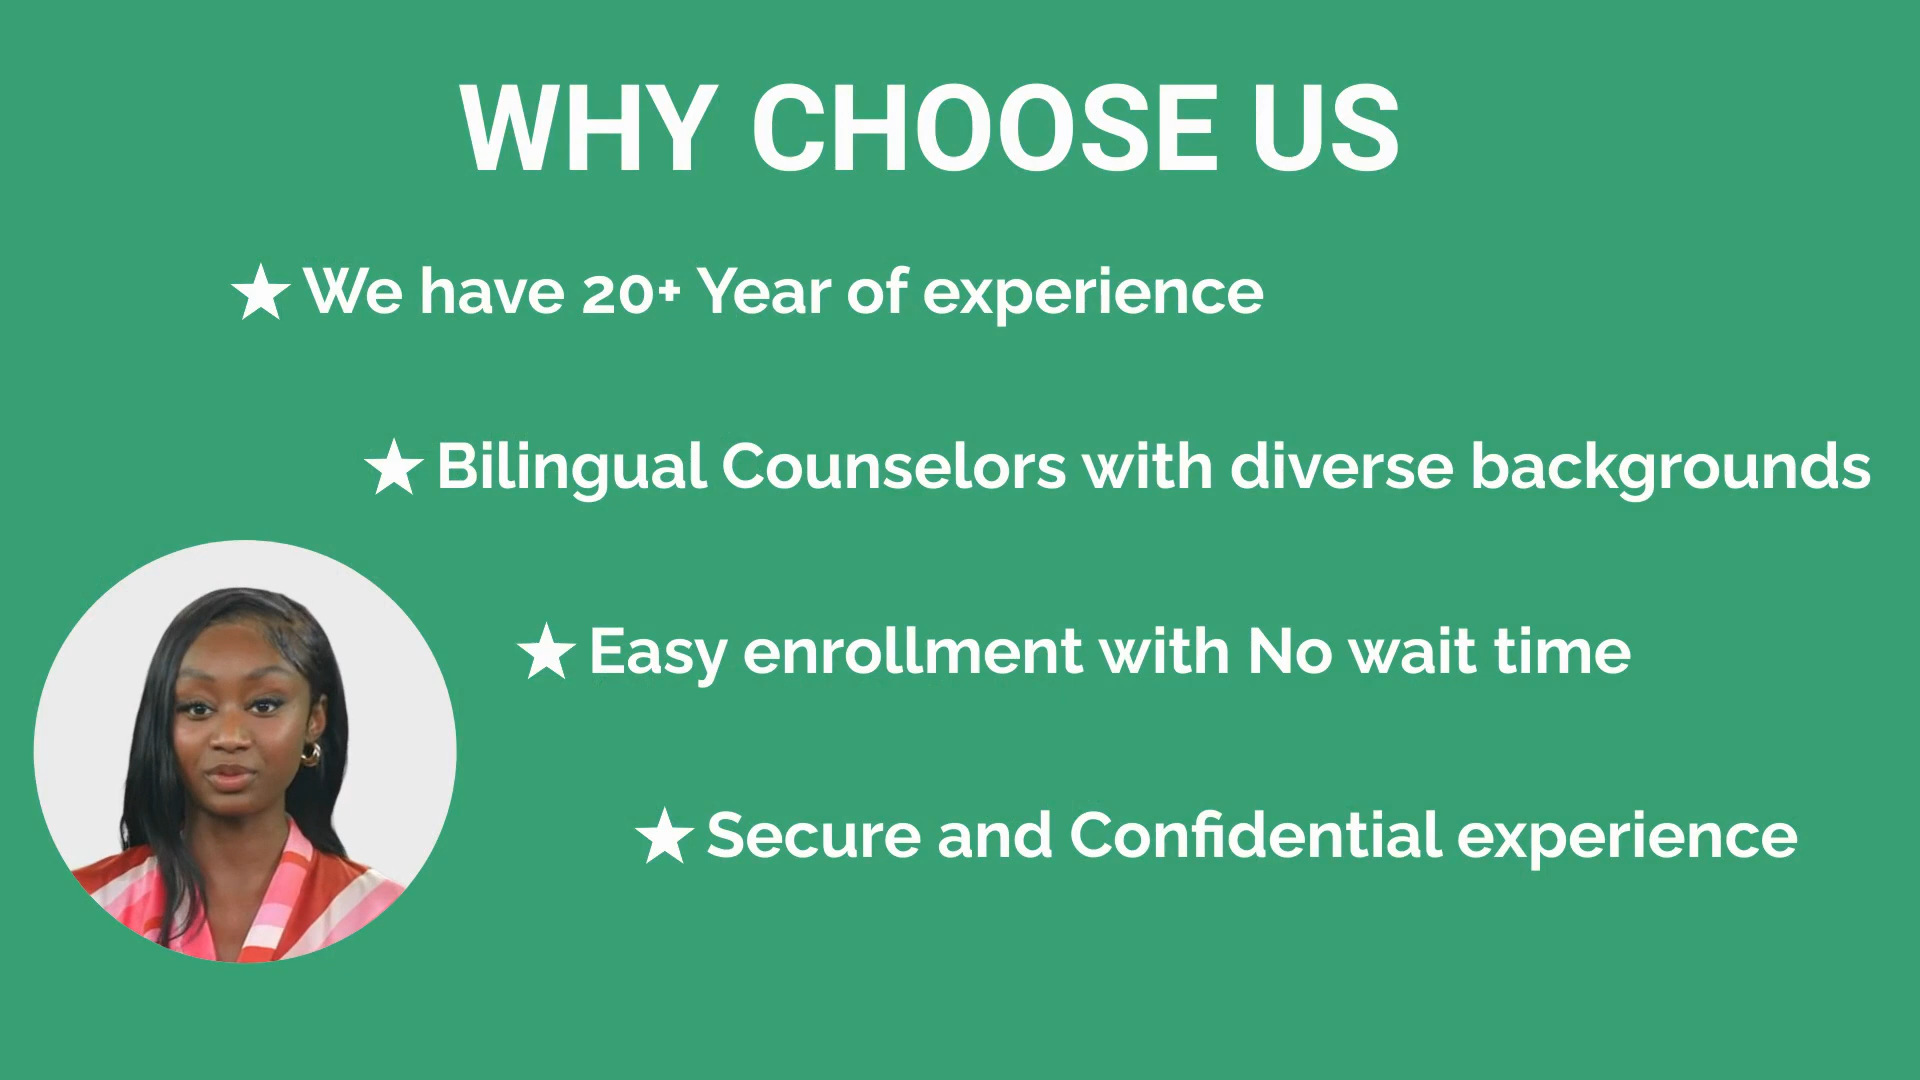 WHY CHOOSE US
★ We have 20+ Year of experience
★ Bilingual Counselors with diverse backgrounds
★ Easy enrollment with No wait time
★ Secure and Confidential experience